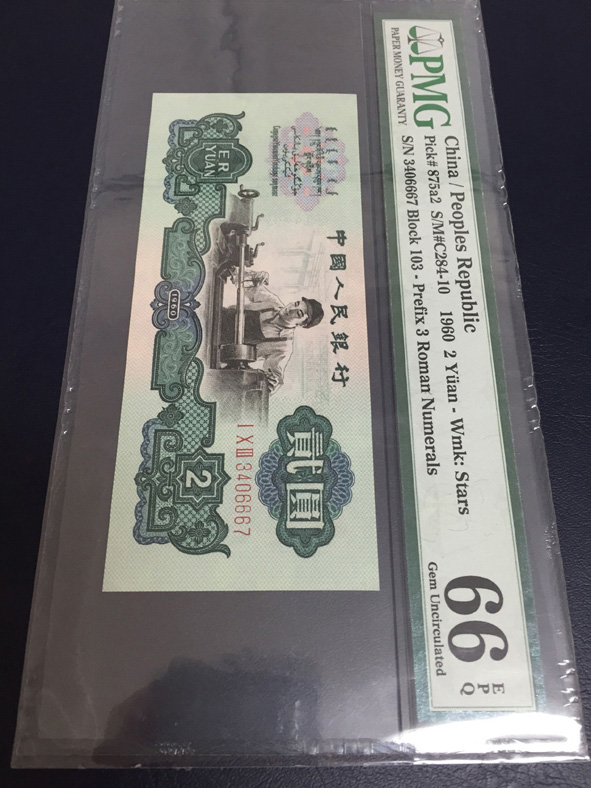 PMG
PAPER MONEY GUARANTY
China / Peoples Republic
Pick# 875a2 S/M#C284-10 1960 2 Yüan - Wmk: Stars
S/N 3406667 Block 103 - Prefix 3 Roman Numerals
66 EPQ
Gem Uncirculated
中國人民銀行
ER YUAN
1960
貳圓
I X III 3406667
2